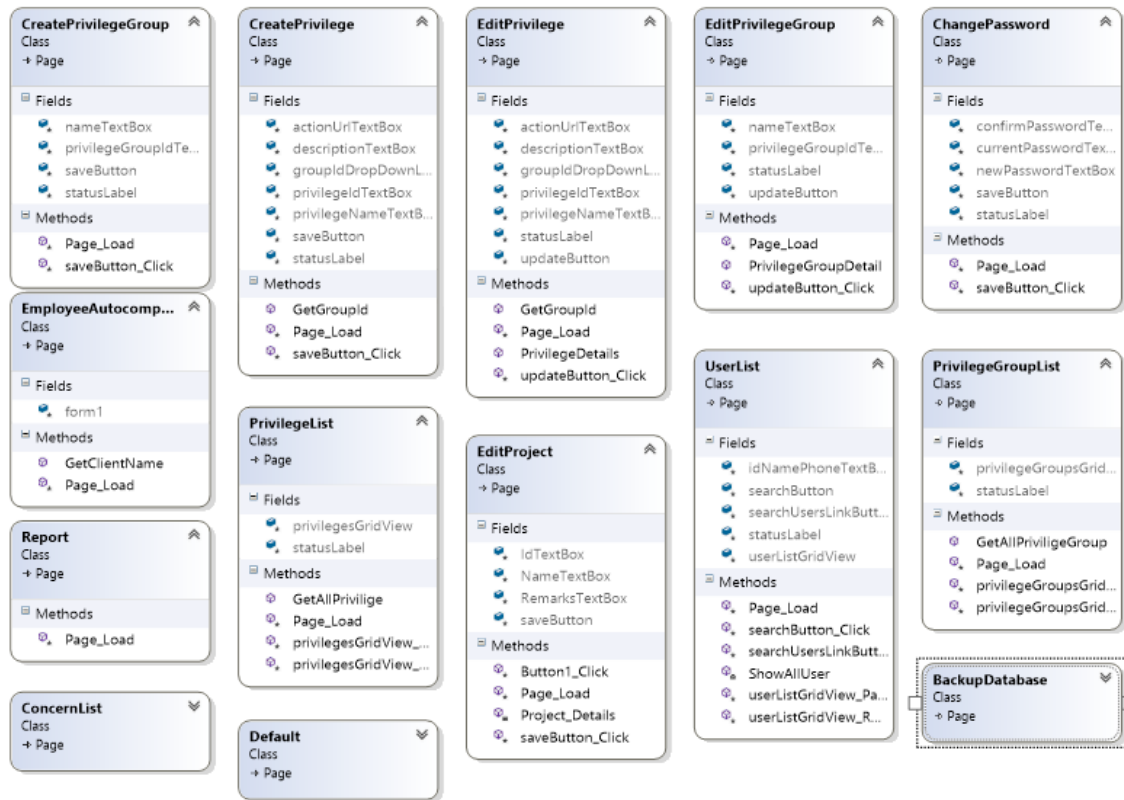 CreatePrivilegeGroup
Class
Page
Fields
nameTextBox
privilegeGroupIdTe...
saveButton
statusLabel
Methods
Page_Load
saveButton_Click
EmployeeAutocomp...
Class
Page
Fields
form1
Methods
GetClientName
Page_Load
Report
Class
Page
Methods
Page_Load
ConcernList
Class
Page
CreatePrivilege
Class
Page
Fields
actionUrlTextBox
descriptionTextBox
groupIdDropDownL...
privilegeIdTextBox
privilegeNameTextB...
saveButton
statusLabel
Methods
GetGroupId
Page_Load
saveButton_Click
PrivilegeList
Class
Page
Fields
privilegesGridView
statusLabel
Methods
GetAllPrivilige
Page_Load
privilegesGridView_...
privilegesGridView_...
Default
Class
Page
EditPrivilege
Class
Page
Fields
actionUrlTextBox
descriptionTextBox
groupIdDropDownL...
privilegeIdTextBox
privilegeNameTextB...
statusLabel
updateButton
Methods
GetGroupId
Page_Load
PrivilegeDetails
updateButton_Click
EditProject
Class
Page
Fields
IdTextBox
NameTextBox
RemarksTextBox
saveButton
Methods
Button1_Click
Page_Load
Project_Details
saveButton_Click
EditPrivilegeGroup
Class
Page
Fields
nameTextBox
privilegeGroupIdTe...
statusLabel
updateButton
Methods
Page_Load
PrivilegeGroupDetail
updateButton_Click
UserList
Class
Page
Fields
idNamePhoneTextB...
searchButton
searchUsersLinkButt...
statusLabel
userListGridView
Methods
Page_Load
searchButton_Click
searchUsersLinkButt...
ShowAllUser
userListGridView_Pa...
userListGridView_R...
ChangePassword
Class
Page
Fields
confirmPasswordTe...
currentPasswordTex...
newPasswordTextBox
saveButton
statusLabel
Methods
Page_Load
saveButton_Click
PrivilegeGroupList
Class
Page
Fields
privilegeGroupsGrid...
statusLabel
Methods
GetAllPriviligeGroup
Page_Load
privilegeGroupsGrid...
privilegeGroupsGrid...
BackupDatabase
Class
Page